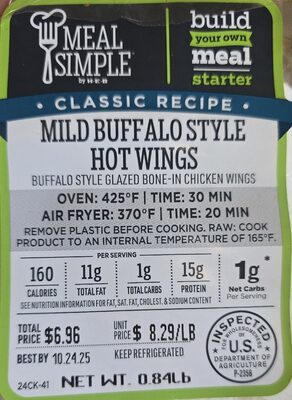 MEAL
SIMPLE
by H-E-B
build
your own
meal
starter
• CLASSIC RECIPE •
MILD BUFFALO STYLE
HOT WINGS
BUFFALO STYLE GLAZED BONE-IN CHICKEN WINGS
OVEN: 425°F | TIME: 30 MIN
AIR FRYER: 370°F | TIME: 20 MIN
REMOVE PLASTIC BEFORE COOKING. RAW: COOK
PRODUCT TO AN INTERNAL TEMPERATURE OF 165°F.
PER SERVING
160 CALORIES
11g TOTAL FAT
1g TOTAL CARBS
15g PROTEIN
1g* Net Carbs Per Serving
SEE NUTRITION INFORMATION FOR FAT, SAT. FAT, CHOLEST. & SODIUM CONTENT
TOTAL PRICE $6.96
UNIT PRICE $ 8.29/LB
BEST BY 10.24.25
KEEP REFRIGERATED
24CK-41
NET WT. 0.84Lb
INSPECTED
FOR WHOLESOMENESS
BY
U.S.
DEPARTMENT OF
AGRICULTURE
P-2356